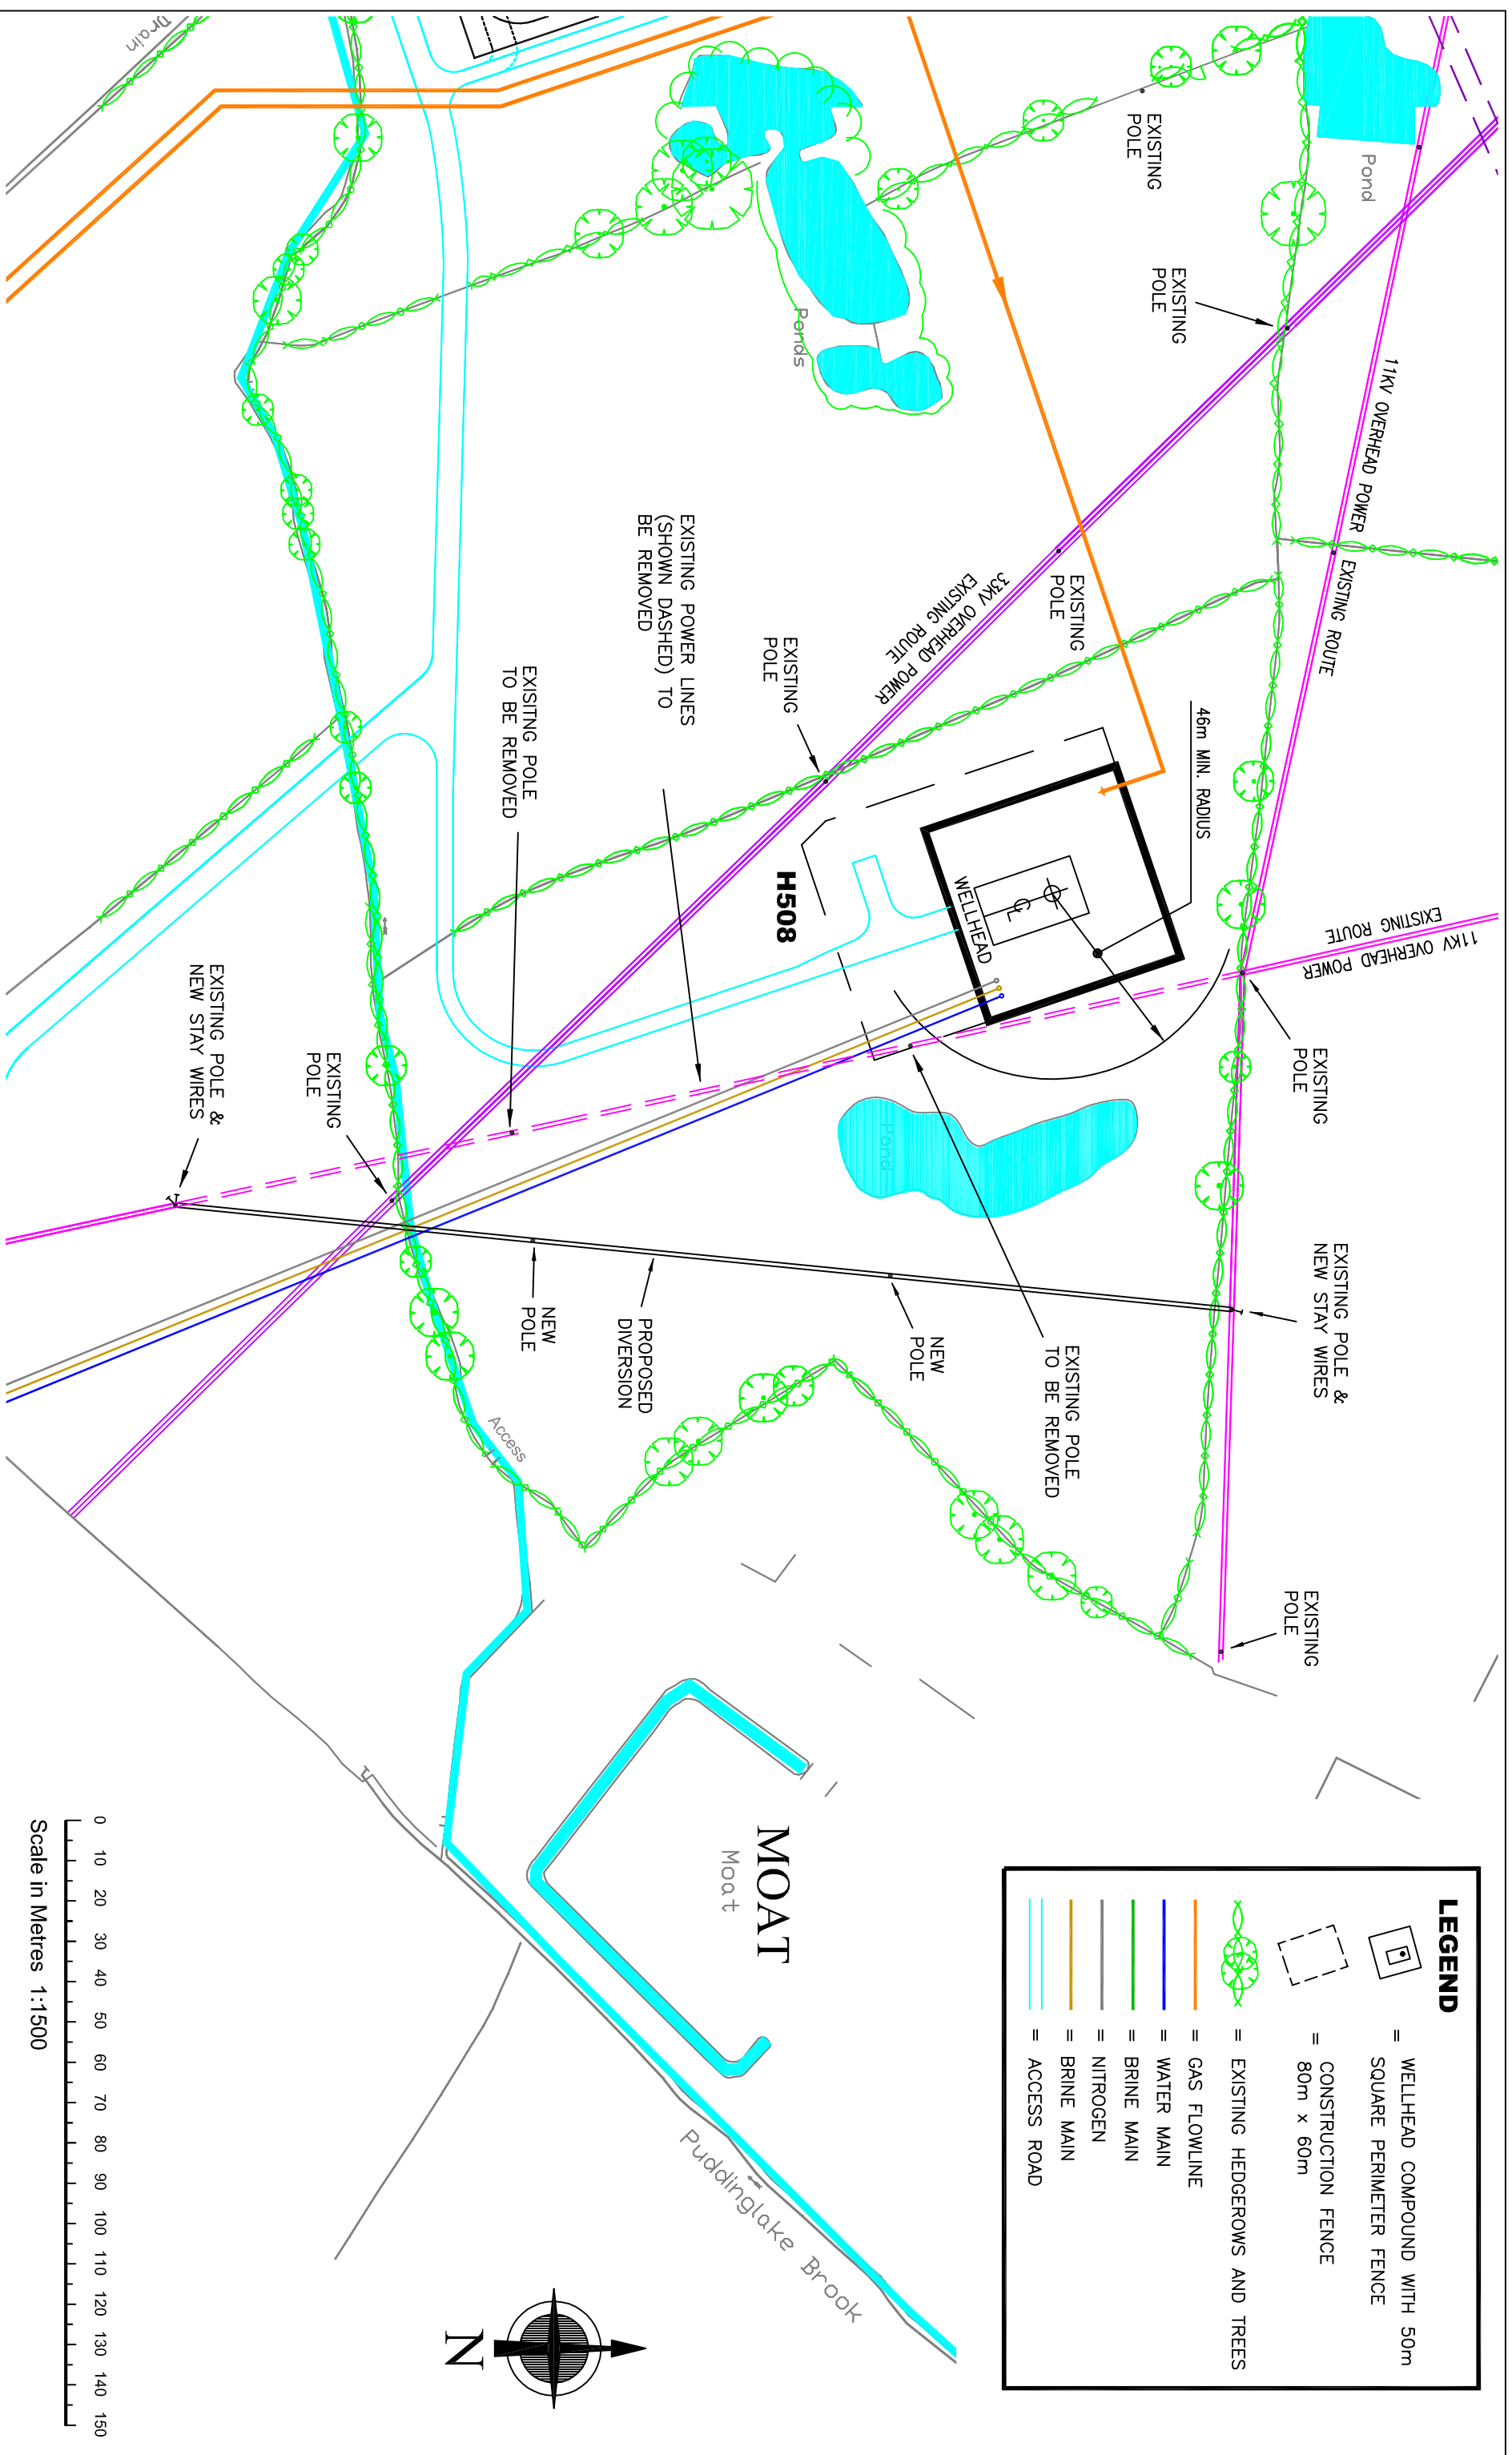 Drain
EXISTING
POLE
Pond
EXISTING
POLE
Ponds
11KV OVERHEAD POWER
EXISTING ROUTE
EXISTING
POLE
33KV OVERHEAD POWER
EXISTING ROUTE
EXISTING POWER LINES
(SHOWN DASHED) TO
BE REMOVED
EXISTING
POLE
EXISITNG POLE
TO BE REMOVED
46m MIN. RADIUS
H508
WELLHEAD
CL
11KV OVERHEAD POWER
EXISTING ROUTE
EXISTING POLE &
NEW STAY WIRES
EXISTING
POLE
EXISTING
POLE
Pond
EXISTING POLE &
NEW STAY WIRES
NEW
POLE
PROPOSED
DIVERSION
NEW
POLE
EXISTING POLE
TO BE REMOVED
Access
EXISTING
POLE
MOAT
Moat
Puddinglake Brook
LEGEND
= WELLHEAD COMPOUND WITH 50m
SQUARE PERIMETER FENCE
= CONSTRUCTION FENCE
80m x 60m
= EXISTING HEDGEROWS AND TREES
= GAS FLOWLINE
= WATER MAIN
= BRINE MAIN
= NITROGEN
= BRINE MAIN
= ACCESS ROAD
N
0 10 20 30 40 50 60 70 80 90 100 110 120 130 140 150
Scale in Metres 1:1500